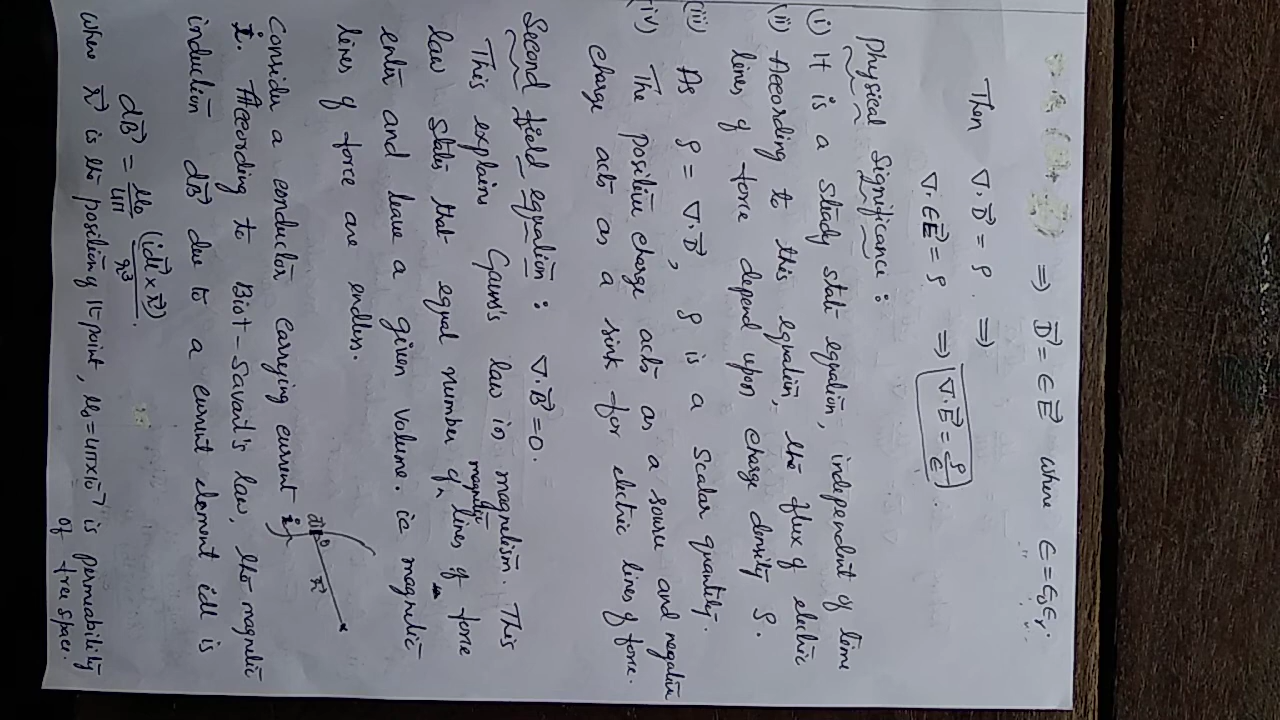 ⇒ D⃗ = ∈E⃗ where ∈ = ∈₀∈r.
Then ∇·D⃗ = ρ ⇒
∇·∈E⃗ = ρ ⇒ ∇·E⃗ = ρ/∈.
Physical Significance :
(i) It is a steady state equation, independent of time
(ii) According to this equation, the flux of electric
lines of force depend upon charge density ρ.
(iii) As ρ = ∇·D⃗, ρ is a scalar quantity.
(iv) The positive charge acts as a source and negative
charge acts as a sink for electric lines of force.
Second field equation : ∇·B⃗ = 0.
This explains Gauss's law in magnetism. This
law states that equal number of magnetic lines of force
enter and leave a given volume. ie magnetic
lines of force are endless.
Consider a conductor carrying current
I. According to Biot-Savart's law, the magnetic
induction dB⃗ due to a current element idl is
dB⃗ = μ₀/4π (idl⃗ × r⃗)/r³.
where r⃗ is the position of it point, μ₀ = 4π×10⁻⁷ is permiability
of free space.
i
r⃗